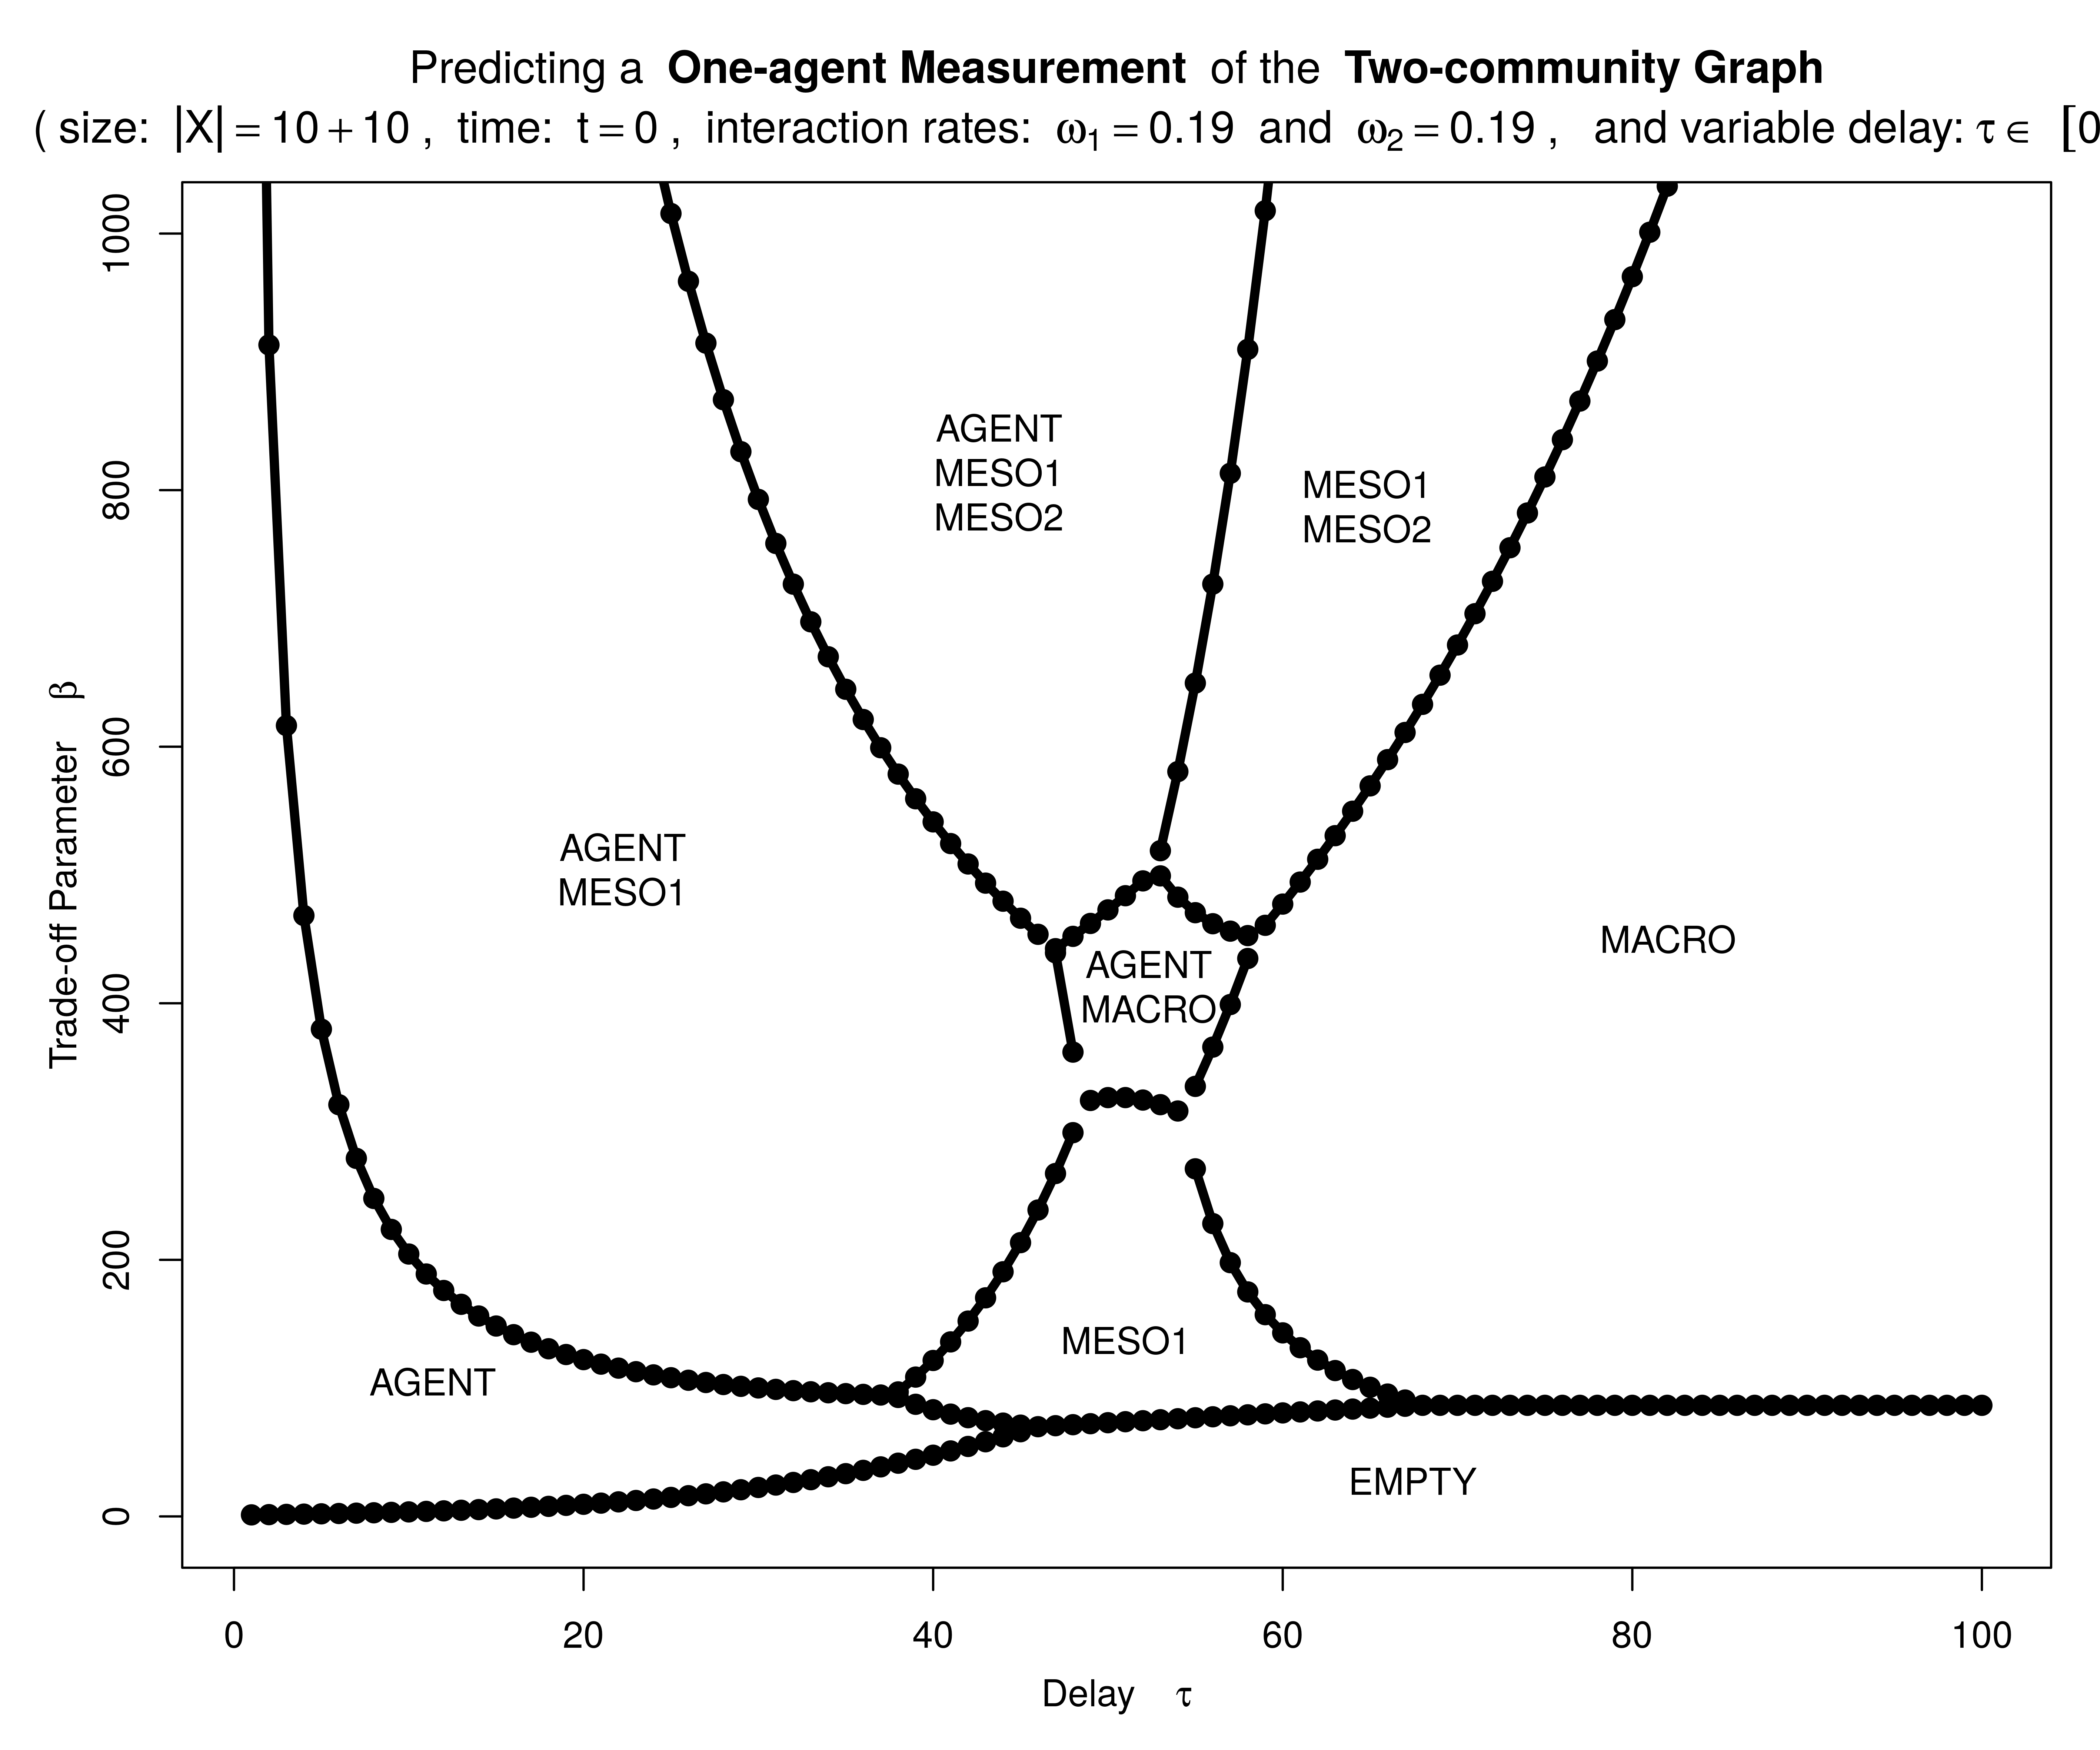 Predicting a One-agent Measurement of the Two-community Graph
( size: |X| = 10 + 10 , time: t = 0 , interaction rates: ω₁ = 0.19 and ω₂ = 0.19 , and variable delay: τ ∈ [0
1000
800
600
400
200
0
Trade-off Parameter β
AGENT
MESO1
MESO2
MESO1
MESO2
AGENT
MESO1
MACRO
AGENT
MACRO
MESO1
AGENT
EMPTY
0 20 40 60 80 100
Delay τ